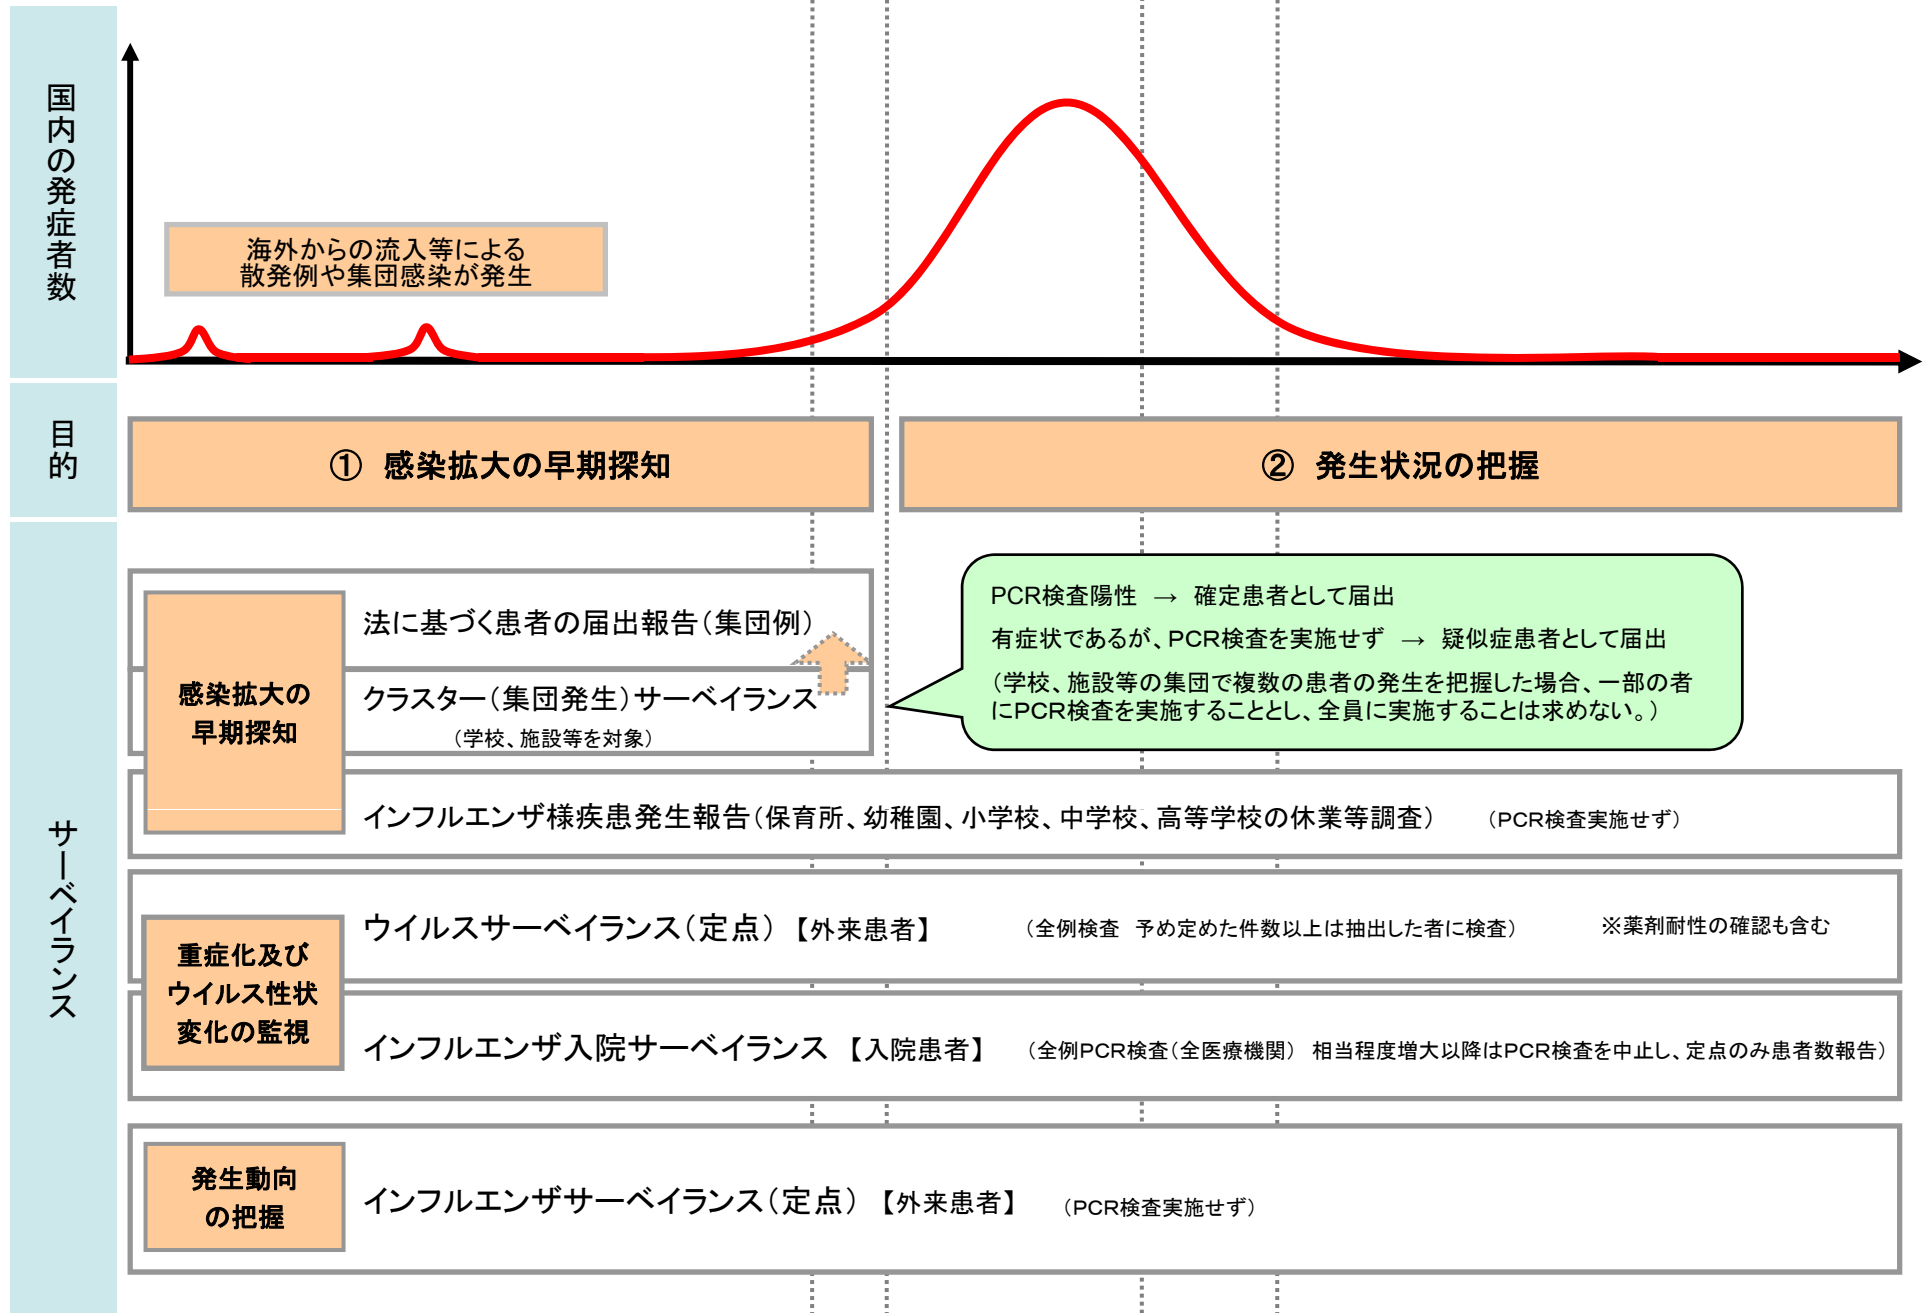 国内の発症者数
海外からの流入等による
散発例や集団感染が発生
目的
① 感染拡大の早期探知
② 発生状況の把握
サーベイランス
感染拡大の
早期探知
法に基づく患者の届出報告(集団例)
クラスター(集団発生)サーベイランス
(学校、施設等を対象)
PCR検査陽性 → 確定患者として届出
有症状であるが、PCR検査を実施せず → 疑似症患者として届出
(学校、施設等の集団で複数の患者の発生を把握した場合、一部の者
にPCR検査を実施することとし、全員に実施することは求めない。)
インフルエンザ様疾患発生報告(保育所、幼稚園、小学校、中学校、高等学校の休業等調査) (PCR検査実施せず)
重症化及び
ウイルス性状
変化の監視
ウイルスサーベイランス(定点)【外来患者】 (全例検査 予め定めた件数以上は抽出した者に検査) ※薬剤耐性の確認も含む
インフルエンザ入院サーベイランス 【入院患者】 (全例PCR検査(全医療機関) 相当程度増大以降はPCR検査を中止し、定点のみ患者数報告)
発生動向
の把握
インフルエンザサーベイランス(定点) 【外来患者】 (PCR検査実施せず)